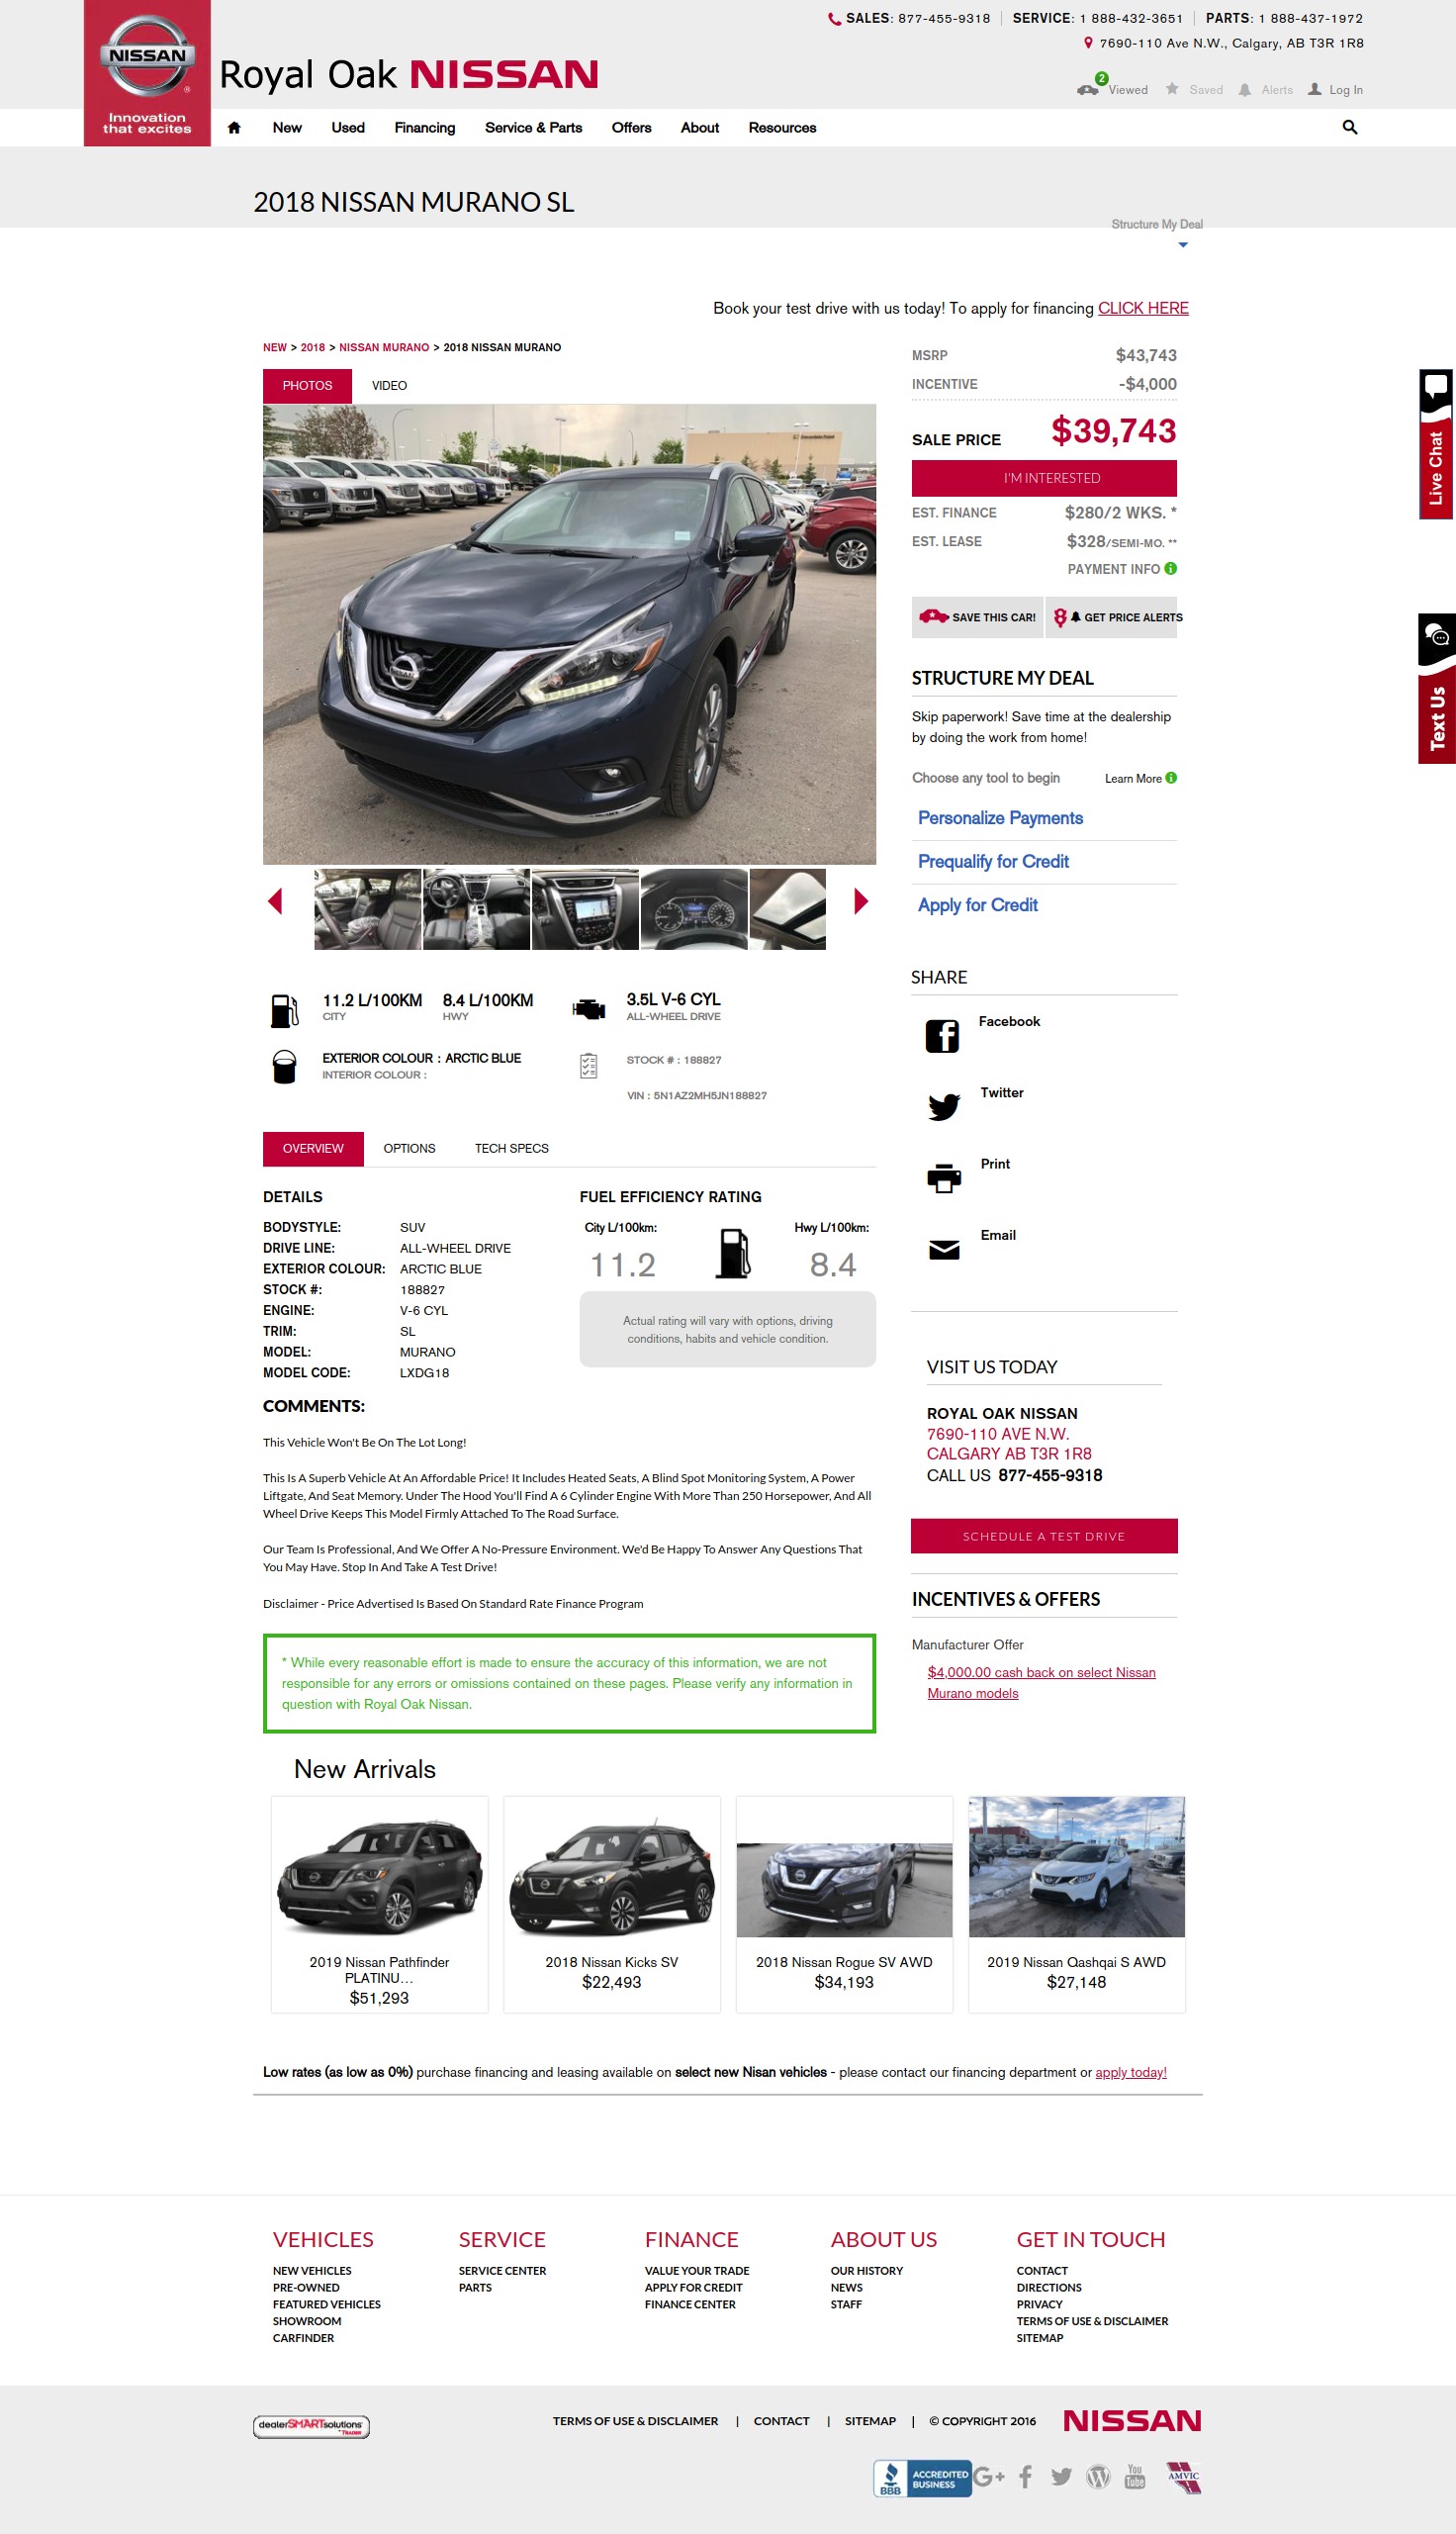 SALES: 877-455-9318
SERVICE: 1 888-432-3651
PARTS: 1 888-437-1972
7690-110 Ave N.W., Calgary, AB T3R 1R8
NISSAN
Innovation
that excites
Royal Oak NISSAN
2
Viewed
Saved
Alerts
Log In
New
Used
Financing
Service & Parts
Offers
About
Resources
2018 NISSAN MURANO SL
Structure My Deal
Book your test drive with us today! To apply for financing CLICK HERE
NEW > 2018 > NISSAN MURANO > 2018 NISSAN MURANO
PHOTOS
VIDEO
MSRP $43,743
INCENTIVE -$4,000
SALE PRICE $39,743
I'M INTERESTED
EST. FINANCE $280/2 WKS. *
EST. LEASE $328/SEMI-MO. **
PAYMENT INFO
SAVE THIS CAR!
GET PRICE ALERTS
Live Chat
Text Us
STRUCTURE MY DEAL
Skip paperwork! Save time at the dealership
by doing the work from home!
Choose any tool to begin
Learn More
Personalize Payments
Prequalify for Credit
Apply for Credit
11.2 L/100KM
CITY
8.4 L/100KM
HWY
3.5L V-6 CYL
ALL-WHEEL DRIVE
EXTERIOR COLOUR : ARCTIC BLUE
INTERIOR COLOUR :
STOCK # : 188827
VIN : 5N1AZ2MH5JN188827
SHARE
Facebook
Twitter
Print
Email
OVERVIEW
OPTIONS
TECH SPECS
DETAILS
BODYSTYLE: SUV
DRIVE LINE: ALL-WHEEL DRIVE
EXTERIOR COLOUR: ARCTIC BLUE
STOCK #: 188827
ENGINE: V-6 CYL
TRIM: SL
MODEL: MURANO
MODEL CODE: LXDG18
FUEL EFFICIENCY RATING
City L/100km:
11.2
Hwy L/100km:
8.4
Actual rating will vary with options, driving
conditions, habits and vehicle condition.
COMMENTS:
This Vehicle Won't Be On The Lot Long!
This Is A Superb Vehicle At An Affordable Price! It Includes Heated Seats, A Blind Spot Monitoring System, A Power
Liftgate, And Seat Memory. Under The Hood You'll Find A 6 Cylinder Engine With More Than 250 Horsepower, And All
Wheel Drive Keeps This Model Firmly Attached To The Road Surface.
Our Team Is Professional, And We Offer A No-Pressure Environment. We'd Be Happy To Answer Any Questions That
You May Have. Stop In And Take A Test Drive!
Disclaimer - Price Advertised Is Based On Standard Rate Finance Program
* While every reasonable effort is made to ensure the accuracy of this information, we are not
responsible for any errors or omissions contained on these pages. Please verify any information in
question with Royal Oak Nissan.
VISIT US TODAY
ROYAL OAK NISSAN
7690-110 AVE N.W.
CALGARY AB T3R 1R8
CALL US 877-455-9318
SCHEDULE A TEST DRIVE
INCENTIVES & OFFERS
Manufacturer Offer
$4,000.00 cash back on select Nissan
Murano models
New Arrivals
2019 Nissan Pathfinder
PLATINU…
$51,293
2018 Nissan Kicks SV
$22,493
2018 Nissan Rogue SV AWD
$34,193
2019 Nissan Qashqai S AWD
$27,148
Low rates (as low as 0%) purchase financing and leasing available on select new Nisan vehicles - please contact our financing department or apply today!
VEHICLES
NEW VEHICLES
PRE-OWNED
FEATURED VEHICLES
SHOWROOM
CARFINDER
SERVICE
SERVICE CENTER
PARTS
FINANCE
VALUE YOUR TRADE
APPLY FOR CREDIT
FINANCE CENTER
ABOUT US
OUR HISTORY
NEWS
STAFF
GET IN TOUCH
CONTACT
DIRECTIONS
PRIVACY
TERMS OF USE & DISCLAIMER
SITEMAP
dealerSMARTsolutions
TRADER
TERMS OF USE & DISCLAIMER | CONTACT | SITEMAP | © COPYRIGHT 2016
NISSAN
BBB
ACCREDITED
BUSINESS
G+
You
Tube
AMVIC